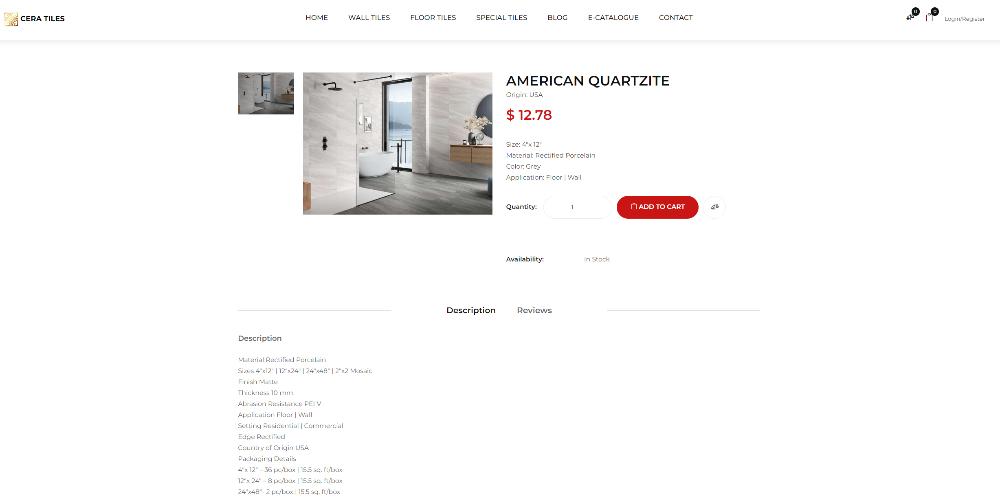 CERA TILES
HOME WALL TILES FLOOR TILES SPECIAL TILES BLOG E-CATALOGUE CONTACT
0 0 Login/Register
AMERICAN QUARTZITE
Origin: USA
$ 12.78
Size: 4"x 12"
Material: Rectified Porcelain
Color: Grey
Application: Floor | Wall
Quantity: 1 ADD TO CART
Availability: In Stock
Description Reviews
Description
Material Rectified Porcelain
Sizes 4"x12" | 12"x24" | 24"x48" | 2"x2 Mosaic
Finish Matte
Thickness 10 mm
Abrasion Resistance PEI V
Application Floor | Wall
Setting Residential | Commercial
Edge Rectified
Country of Origin USA
Packaging Details
4"x 12" – 36 pc/box | 15.5 sq. ft/box
12"x 24" – 8 pc/box | 15.5 sq. ft/box
24"x48"- 2 pc/box | 15.5 sq. ft/box